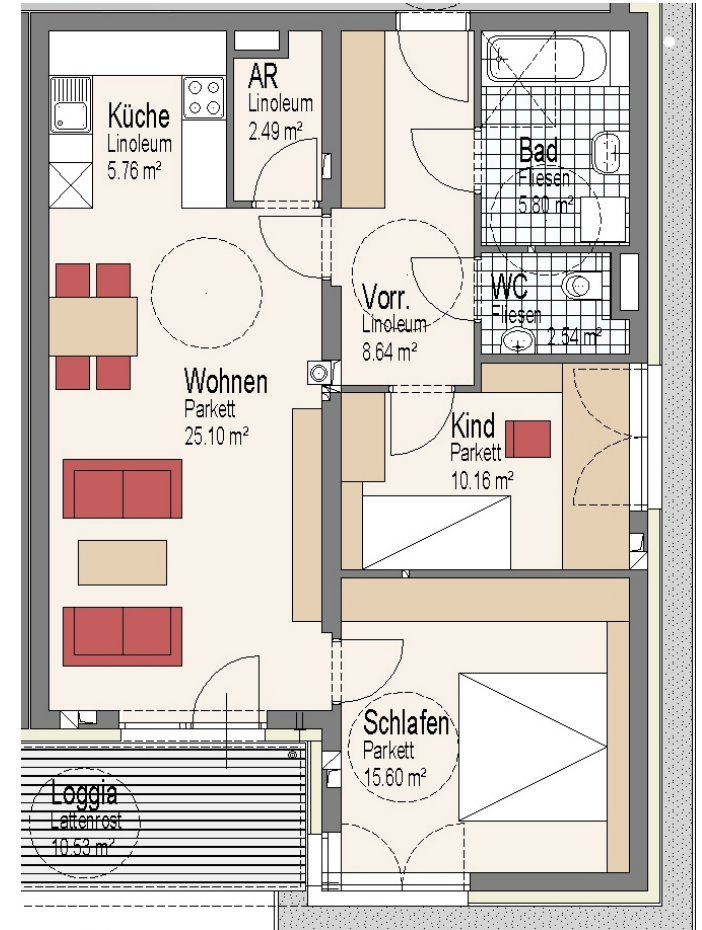 Küche
Linoleum
5.76 m²
AR
Linoleum
2.49 m²
Bad
Fliesen
5.80 m²
Vorr.
Linoleum
8.64 m²
WC
Fliesen
2.54 m²
Wohnen
Parkett
25.10 m²
Kind
Parkett
10.16 m²
Schlafen
Parkett
15.60 m²
Loggia
Lattenrost
10.53 m²